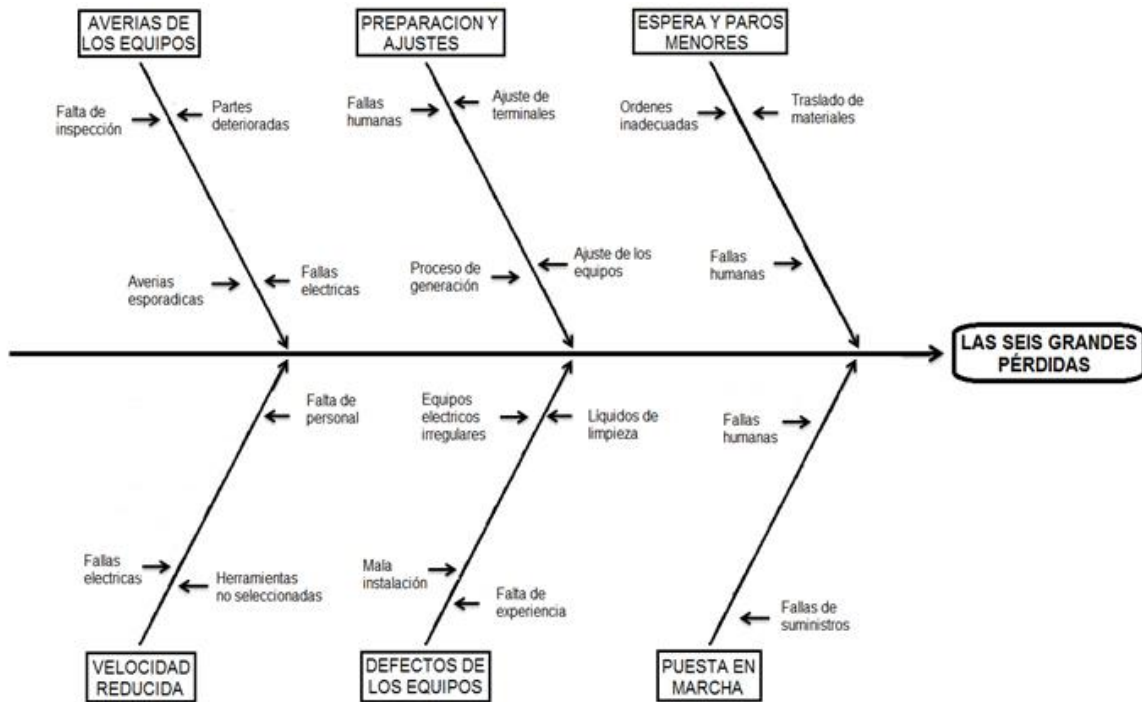 AVERIAS DE
LOS EQUIPOS
PREPARACION Y
AJUSTES
ESPERA Y PAROS
MENORES
Falta de
inspección
Partes
deterioradas
Fallas
humanas
Ajuste de
terminales
Ordenes
inadecuadas
Traslado de
materiales
Averias
esporadicas
Fallas
electricas
Proceso de
generación
Ajuste de los
equipos
Fallas
humanas
LAS SEIS GRANDES
PÉRDIDAS
Falta de
personal
Equipos
electricos
irregulares
Líquidos de
limpieza
Fallas
humanas
Fallas
electricas
Herramientas
no seleccionadas
Mala
instalación
Falta de
experiencia
Fallas de
suministros
VELOCIDAD
REDUCIDA
DEFECTOS DE
LOS EQUIPOS
PUESTA EN
MARCHA